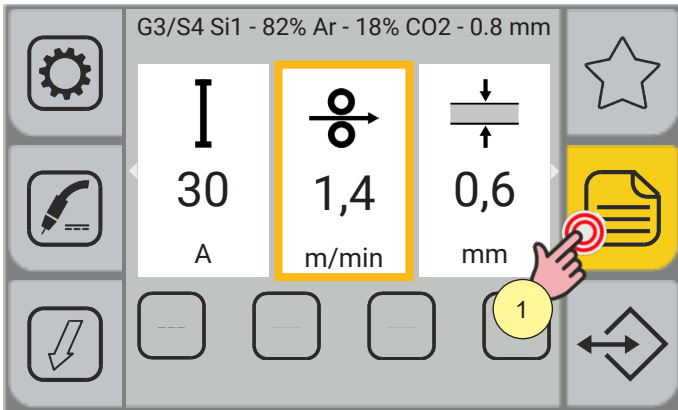 G3/S4 Si1 - 82% Ar - 18% CO2 - 0.8 mm
30 1,4 0,6
A m/min mm
--- --- ---
1